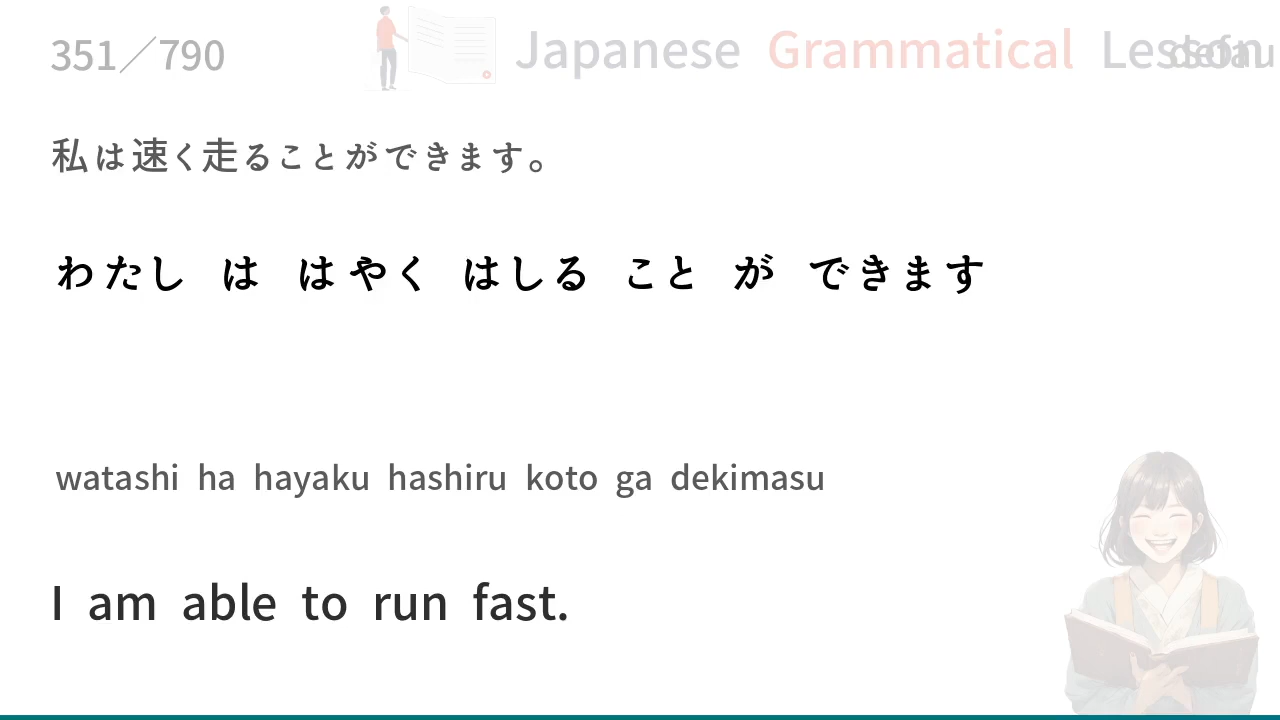 351／790
Japanese Grammatical Lesson
私は速く走ることができます。
わたし は はやく はしる こと が できます
watashi ha hayaku hashiru koto ga dekimasu
I am able to run fast.